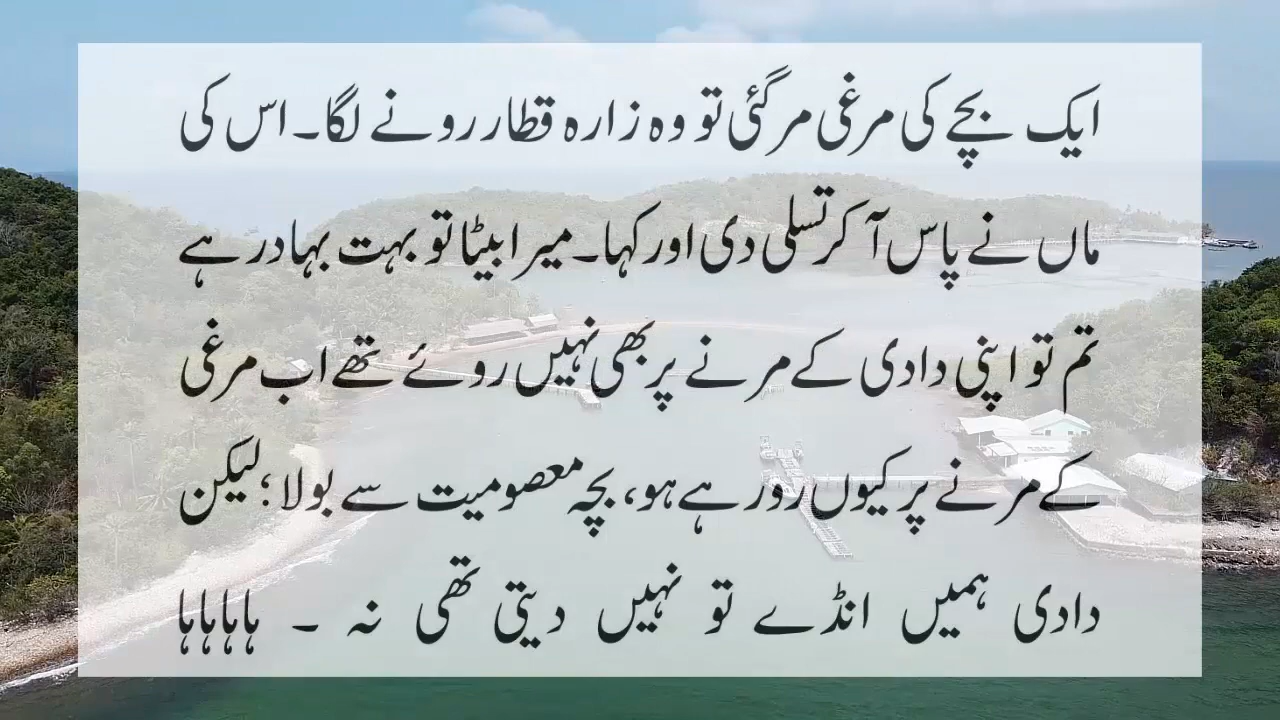 ایک بچے کی مرغی مر گئی تو وہ زارہ قطار رونے لگا۔ اس کی
ماں نے پاس آ کر تسلی دی اور کہا۔ میرا بیٹا تو بہت بہادر ہے
تم تو اپنی دادی کے مرنے پر بھی نہیں روئے تھے اب مرغی
کے مرنے پر کیوں رو رہے ہو، بچہ معصومیت سے بولا؛ لیکن
دادی ہمیں انڈے تو نہیں دیتی تھی نہ ۔ ہاہاہاہا